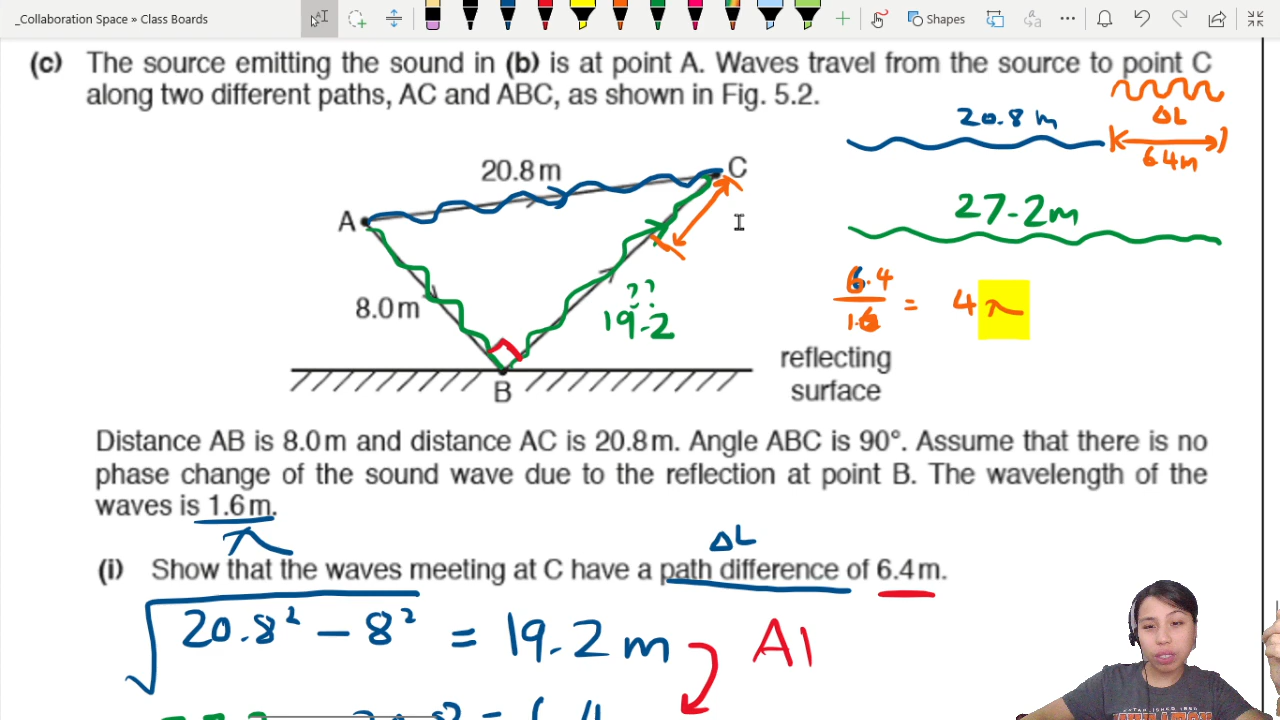 _Collaboration Space » Class Boards
Shapes
(c) The source emitting the sound in (b) is at point A. Waves travel from the source to point C
along two different paths, AC and ABC, as shown in Fig. 5.2.
20.8 m
ΔL
6.4m
20.8 m
C
A
27.2m
8.0 m
??
19.2
6.4
1.6
= 4λ
reflecting
surface
B
Distance AB is 8.0 m and distance AC is 20.8 m. Angle ABC is 90°. Assume that there is no
phase change of the sound wave due to the reflection at point B. The wavelength of the
waves is 1.6 m.
λ
ΔL
(i) Show that the waves meeting at C have a path difference of 6.4 m.
√20.8² – 8² = 19.2 m
A1